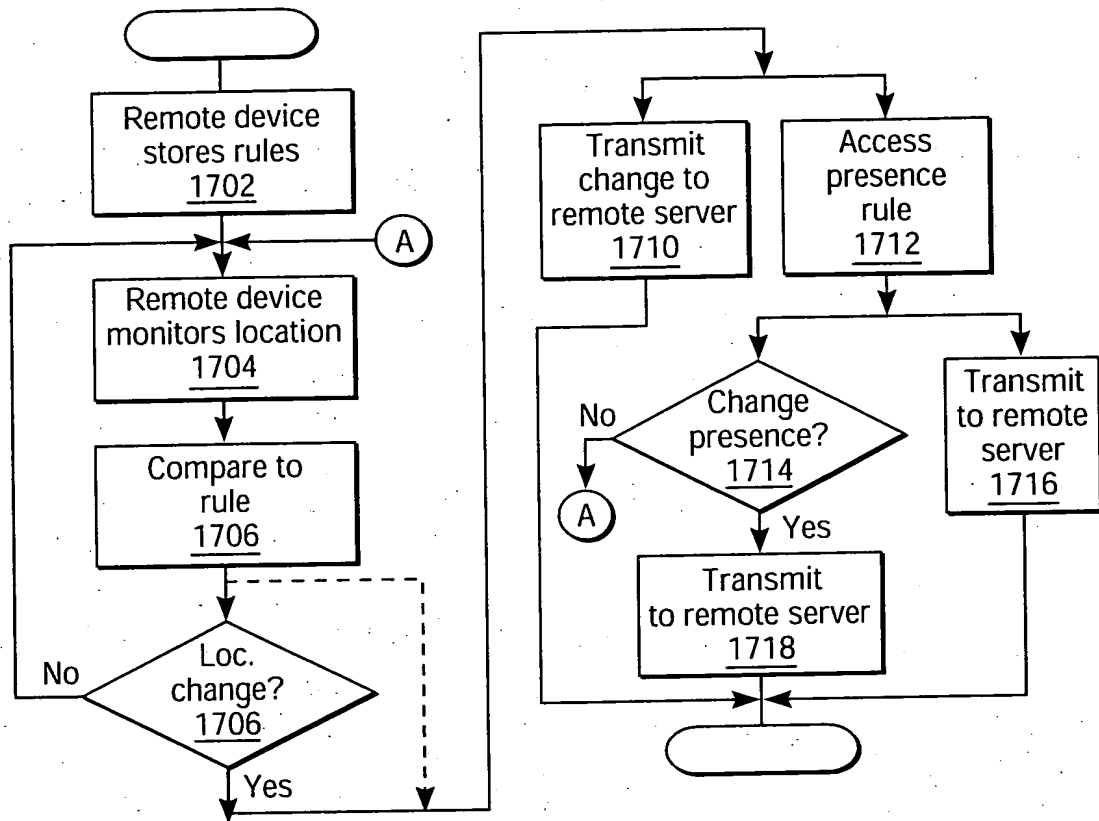 Remote device
stores rules
1702
A
Remote device
monitors location
1704
Compare to
rule
1706
No
Loc.
change?
1706
Yes
Transmit
change to
remote server
1710
Access
presence
rule
1712
No
Change
presence?
1714
A
Yes
Transmit
to remote
server
1716
Transmit
to remote server
1718